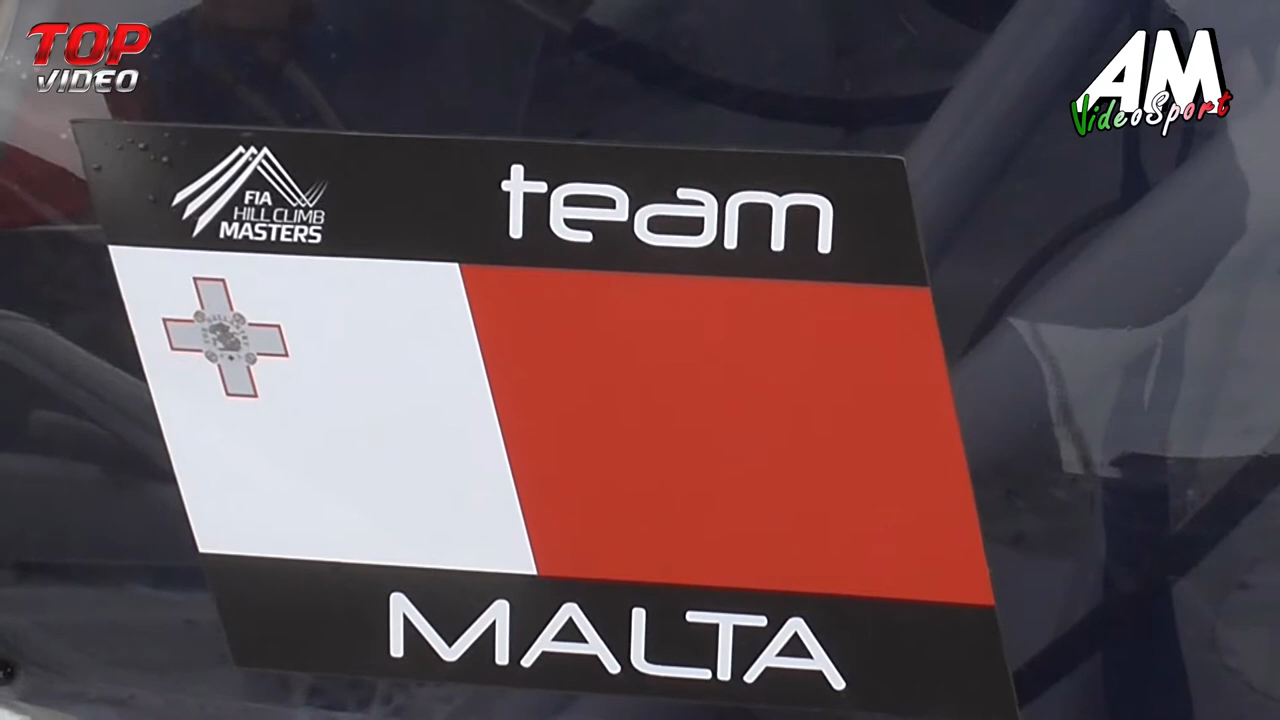 TOP
VIDEO
AM
VideoSport
FIA
HILL CLIMB
MASTERS
team
MALTA